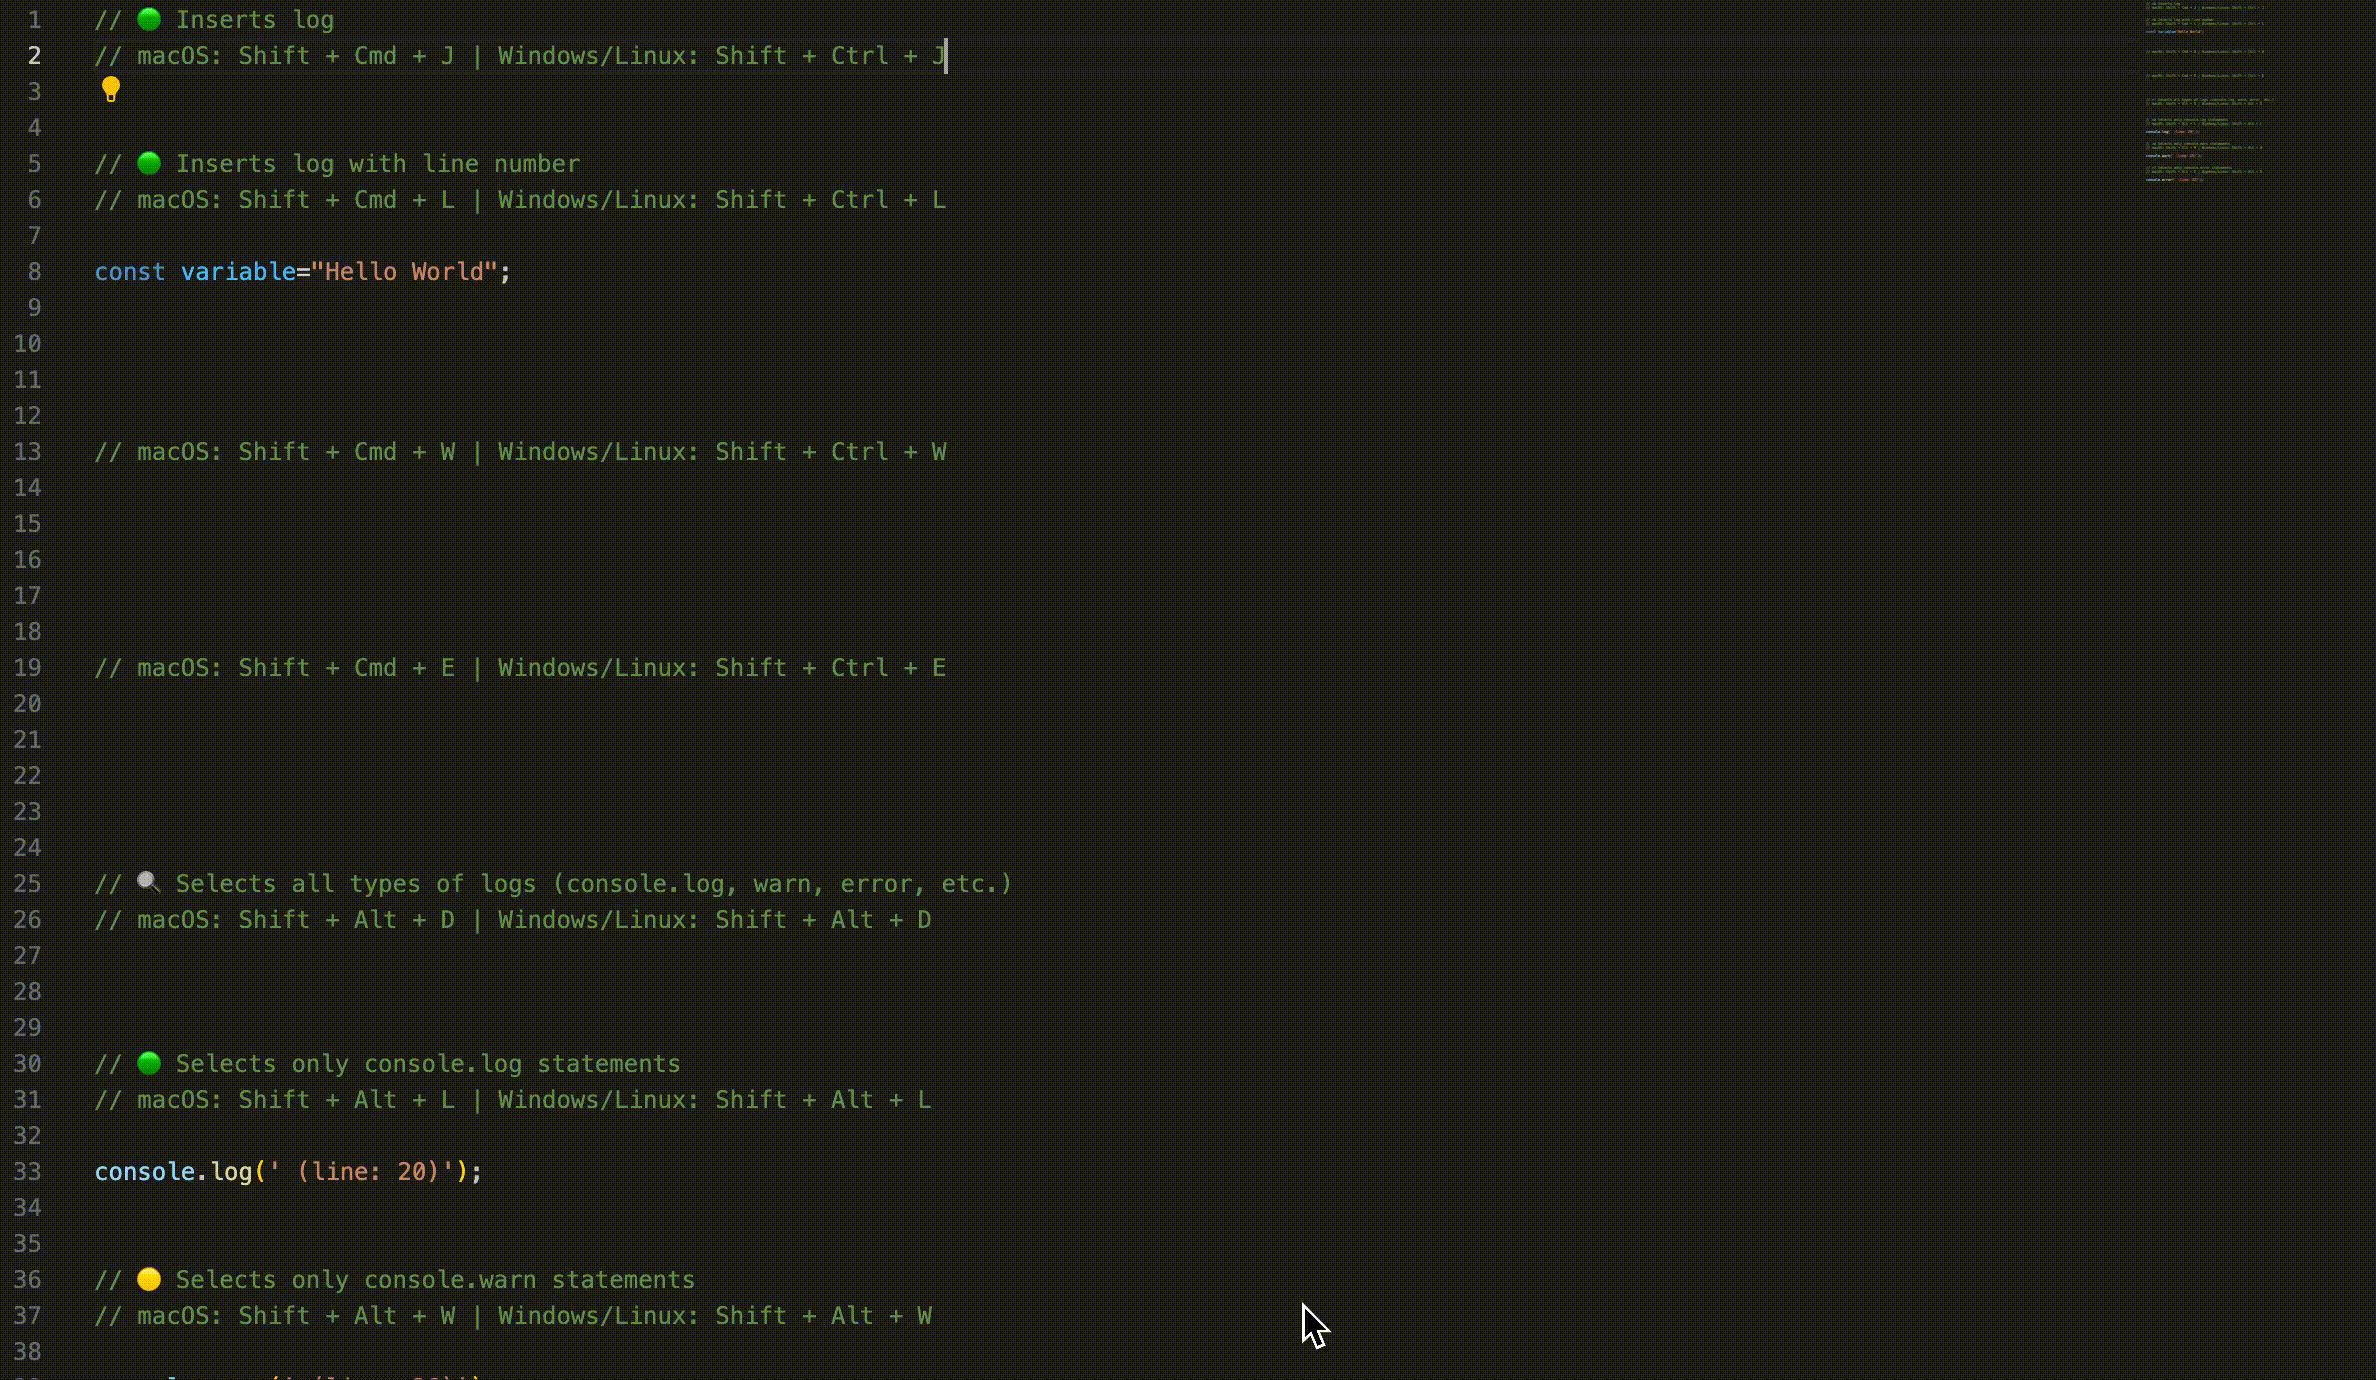 1 // 🟢 Inserts log
2 // macOS: Shift + Cmd + J | Windows/Linux: Shift + Ctrl + J
3
4
5 // 🟢 Inserts log with line number
6 // macOS: Shift + Cmd + L | Windows/Linux: Shift + Ctrl + L
7
8 const variable="Hello World";
9
10
11
12
13 // macOS: Shift + Cmd + W | Windows/Linux: Shift + Ctrl + W
14
15
16
17
18
19 // macOS: Shift + Cmd + E | Windows/Linux: Shift + Ctrl + E
20
21
22
23
24
25 // 🔍 Selects all types of logs (console.log, warn, error, etc.)
26 // macOS: Shift + Alt + D | Windows/Linux: Shift + Alt + D
27
28
29
30 // 🟢 Selects only console.log statements
31 // macOS: Shift + Alt + L | Windows/Linux: Shift + Alt + L
32
33 console.log(' (line: 20)');
34
35
36 // 🟡 Selects only console.warn statements
37 // macOS: Shift + Alt + W | Windows/Linux: Shift + Alt + W
38